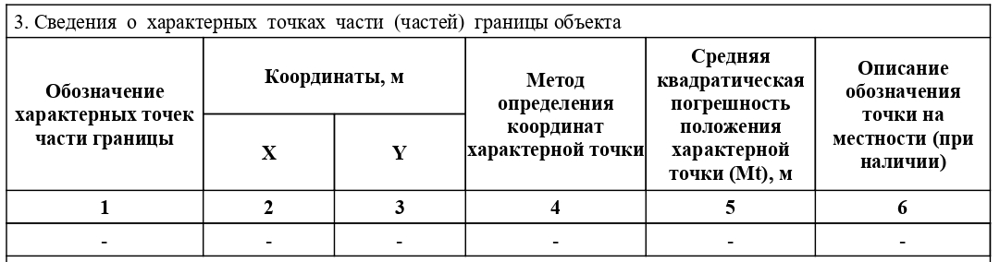 3. Сведения о характерных точках части (частей) границы объекта
Обозначение
характерных точек
части границы
Координаты, м
X
Y
Метод
определения
координат
характерной точки
Средняя
квадратическая
погрешность
положения
характерной
точки (Mt), м
Описание
обозначения
точки на
местности (при
наличии)
1 2 3 4 5 6
- - - - - -